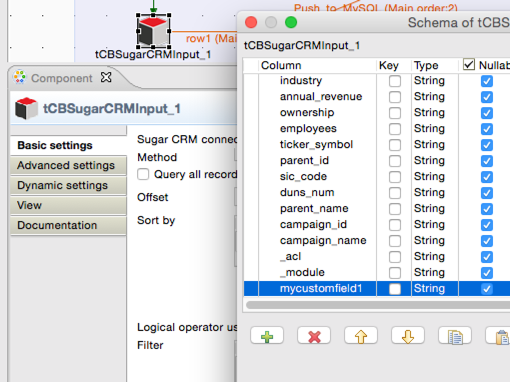 Push_to_MySQL (Main order:2)
row1 (Mai
tCBSugarCRMInput_1
Component
tCBSugarCRMInput_1
Basic settings
Advanced settings
Dynamic settings
View
Documentation
Sugar CRM connec
Method
Query all record
Offset
Sort by
Logical operator us
Filter
Schema of tCBS
tCBSugarCRMInput_1
Column Key Type Nullab
industry String
annual_revenue String
ownership String
employees String
ticker_symbol String
parent_id String
sic_code String
duns_num String
parent_name String
campaign_id String
campaign_name String
_acl String
_module String
mycustomfield1 String